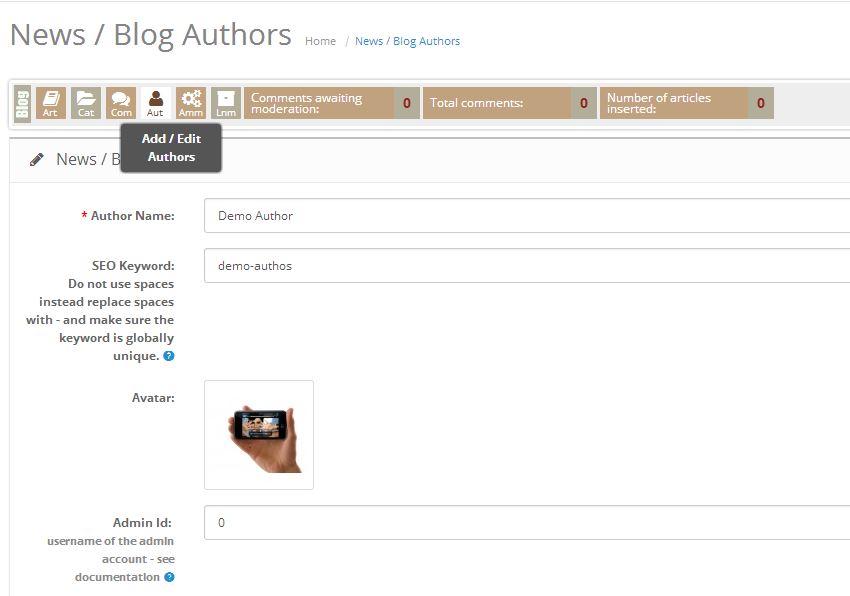 News / Blog Authors Home / News / Blog Authors
Blog Art Cat Com Aut Amm Lnm
Comments awaiting
moderation: 0
Total comments: 0
Number of articles
inserted: 0
Add / Edit
Authors
News / B
* Author Name: Demo Author
SEO Keyword: demo-authos
Do not use spaces
instead replace spaces
with - and make sure the
keyword is globally
unique. ?
Avatar:
Admin Id: 0
username of the admin
account - see
documentation ?